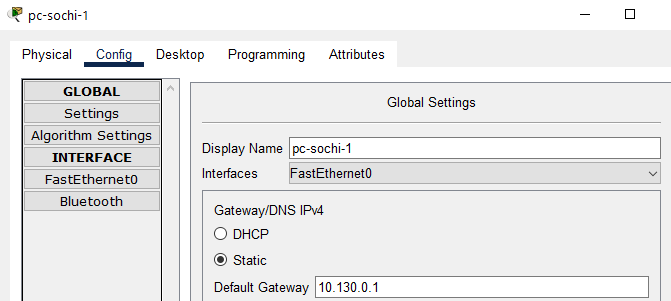 pc-sochi-1
Physical Config Desktop Programming Attributes
GLOBAL
Settings
Algorithm Settings
INTERFACE
FastEthernet0
Bluetooth
Global Settings
Display Name pc-sochi-1
Interfaces FastEthernet0
Gateway/DNS IPv4
DHCP
Static
Default Gateway 10.130.0.1